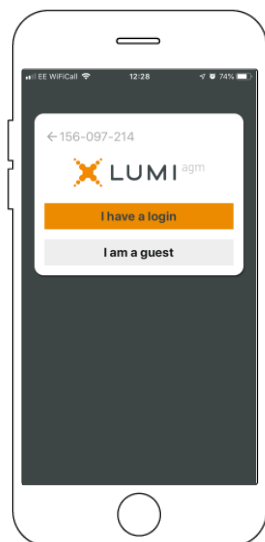 EE WiFiCall 12:28 74%
←156-097-214
LUMI agm
I have a login
I am a guest